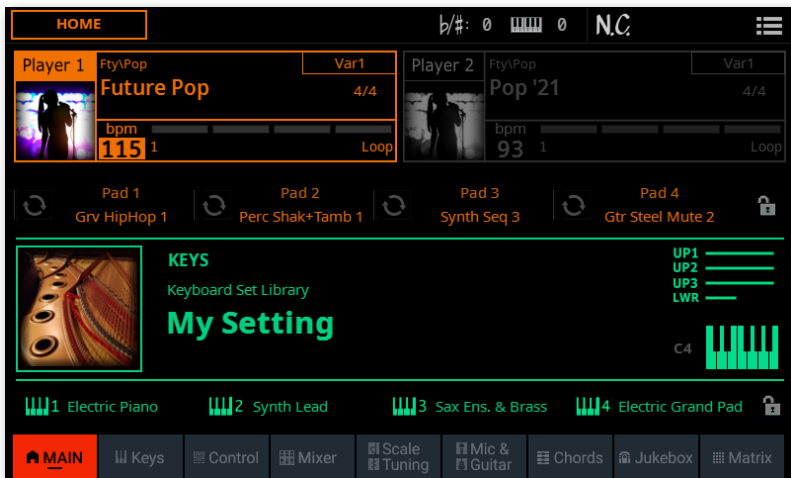 HOME
♭/#: 0 0 N.C.
Player 1 Fty\Pop Var1
Future Pop 4/4
bpm
115 1 Loop
Player 2 Fty\Pop Var1
Pop '21 4/4
bpm
93 1 Loop
Pad 1
Grv HipHop 1
Pad 2
Perc Shak+Tamb 1
Pad 3
Synth Seq 3
Pad 4
Gtr Steel Mute 2
KEYS
Keyboard Set Library
My Setting
UP1
UP2
UP3
LWR
C4
1 Electric Piano
2 Synth Lead
3 Sax Ens. & Brass
4 Electric Grand Pad
MAIN
Keys
Control
Mixer
Scale
Tuning
Mic &
Guitar
Chords
Jukebox
Matrix